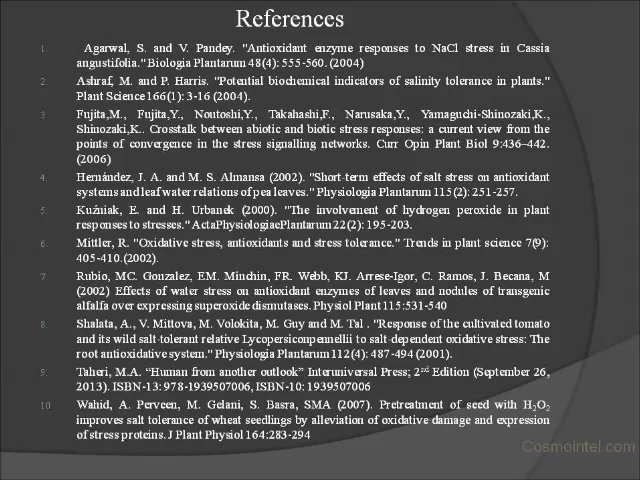 References
1. Agarwal, S. and V. Pandey. "Antioxidant enzyme responses to NaCl stress in Cassia
angustifolia." Biologia Plantarum 48(4): 555-560. (2004)
2. Ashraf, M. and P. Harris. "Potential biochemical indicators of salinity tolerance in plants."
Plant Science 166(1): 3-16 (2004).
3. Fujita,M., Fujita,Y., Noutoshi,Y., Takahashi,F., Narusaka,Y., Yamaguchi-Shinozaki,K.,
Shinozaki,K.. Crosstalk between abiotic and biotic stress responses: a current view from the
points of convergence in the stress signalling networks. Curr Opin Plant Biol 9:436–442.
(2006)
4. Hernández, J. A. and M. S. Almansa (2002). "Short-term effects of salt stress on antioxidant
systems and leaf water relations of pea leaves." Physiologia Plantarum 115(2): 251-257.
5. Kuźniak, E. and H. Urbanek (2000). "The involvement of hydrogen peroxide in plant
responses to stresses." ActaPhysiologiaePlantarum 22(2): 195-203.
6. Mittler, R. "Oxidative stress, antioxidants and stress tolerance." Trends in plant science 7(9):
405-410.(2002).
7. Rubio, MC. Gonzalez, EM. Minchin, FR. Webb, KJ. Arrese-Igor, C. Ramos, J. Becana, M
(2002) Effects of water stress on antioxidant enzymes of leaves and nodules of transgenic
alfalfa over expressing superoxide dismutases. Physiol Plant 115:531-540
8. Shalata, A., V. Mittova, M. Volokita, M. Guy and M. Tal . "Response of the cultivated tomato
and its wild salt-tolerant relative Lycopersiconpennellii to salt-dependent oxidative stress: The
root antioxidative system." Physiologia Plantarum 112(4): 487-494 (2001).
9. Taheri, M.A. “Human from another outlook” Interuniversal Press; 2nd Edition (September 26,
2013). ISBN-13: 978-1939507006, ISBN-10: 1939507006
10. Wahid, A. Perveen, M. Gelani, S. Basra, SMA (2007). Pretreatment of seed with H2O2
improves salt tolerance of wheat seedlings by alleviation of oxidative damage and expression
of stress proteins. J Plant Physiol 164:283-294
CosmoIntel.com